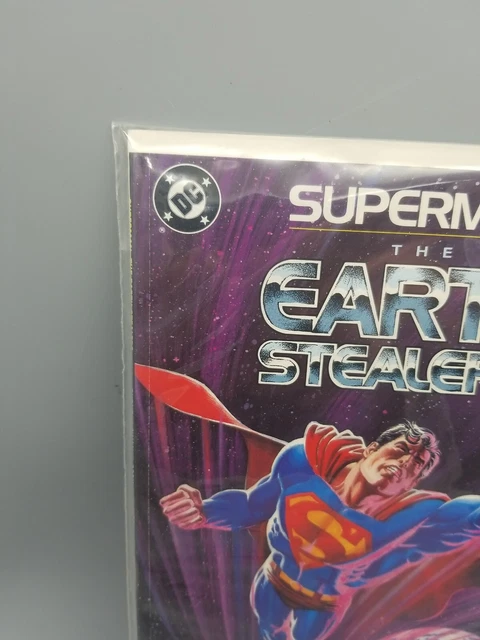 DC
®
SUPERM
THE
EART
STEALER
S